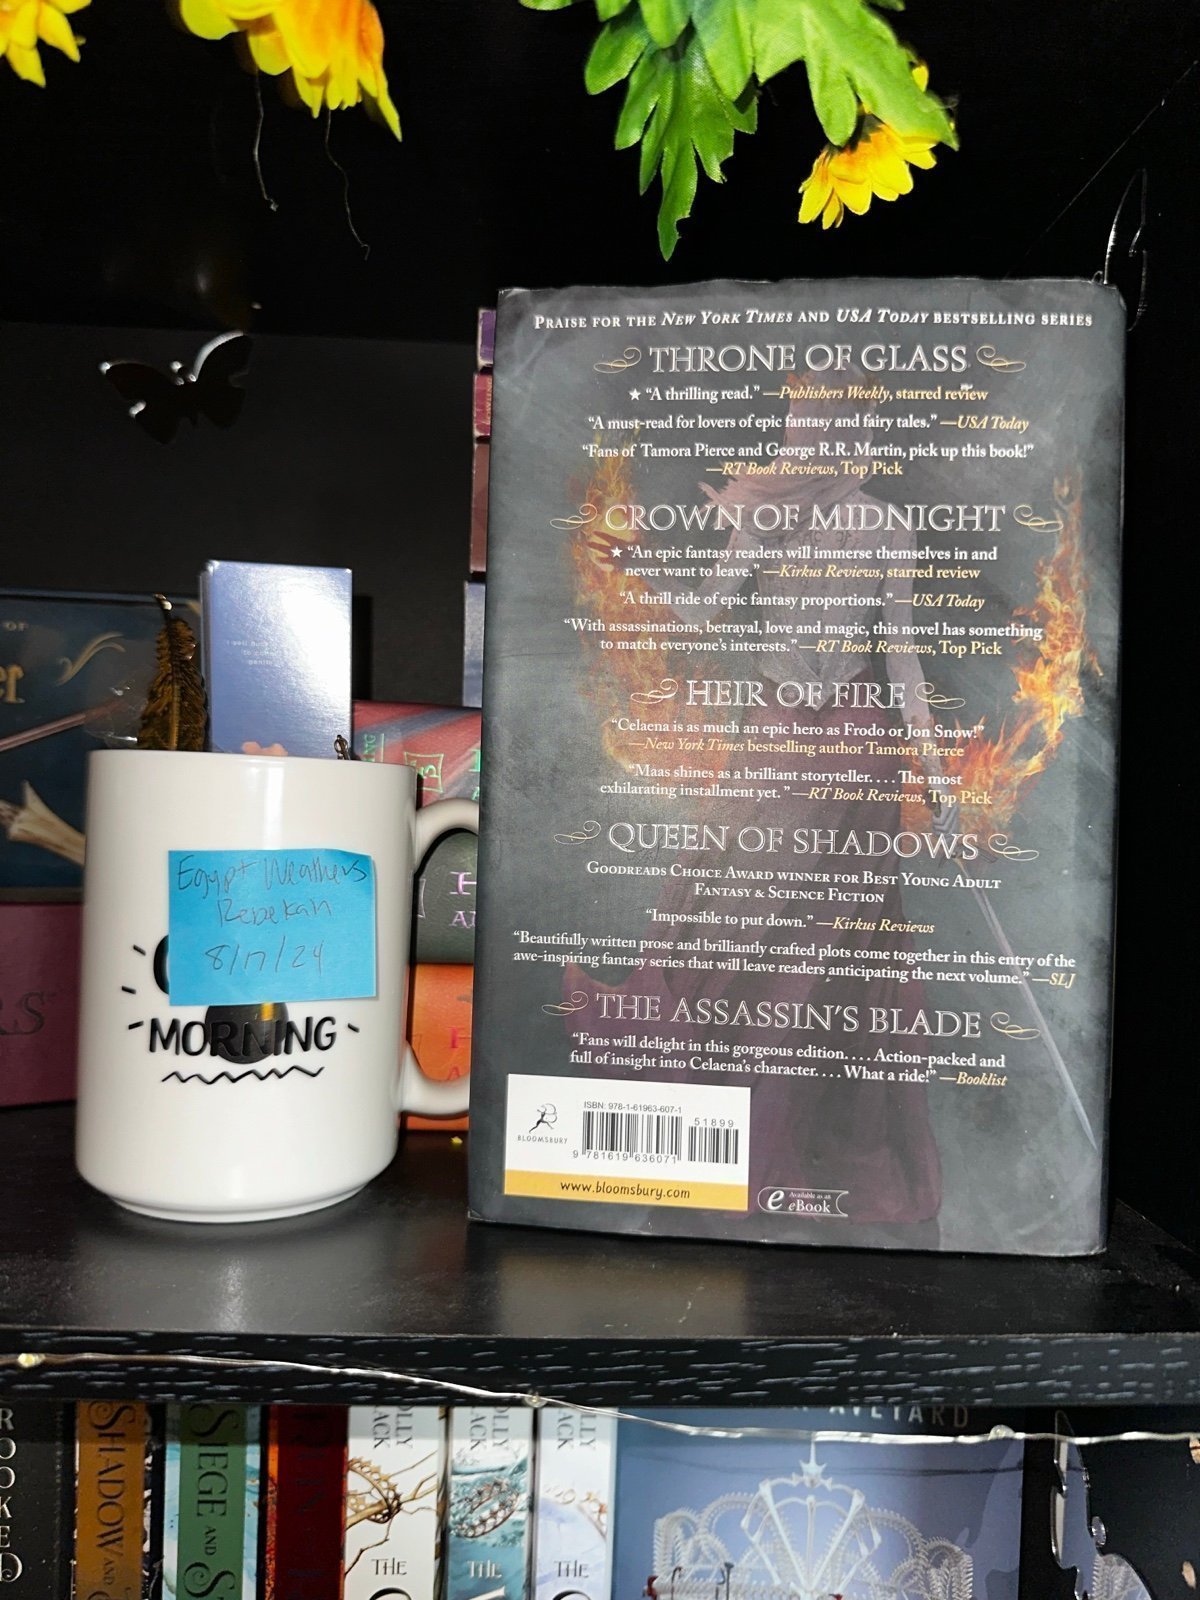 PRAISE FOR THE NEW YORK TIMES AND USA TODAY BESTSELLING SERIES
THRONE OF GLASS
★ “A thrilling read.” —Publishers Weekly, starred review
“A must-read for lovers of epic fantasy and fairy tales.” —USA Today
“Fans of Tamora Pierce and George R.R. Martin, pick up this book!”
—RT Book Reviews, Top Pick
CROWN OF MIDNIGHT
★ “An epic fantasy readers will immerse themselves in and
never want to leave.” —Kirkus Reviews, starred review
“A thrill ride of epic fantasy proportions.” —USA Today
“With assassinations, betrayal, love and magic, this novel has something
to match everyone’s interests.” —RT Book Reviews, Top Pick
HEIR OF FIRE
“Celaena is as much an epic hero as Frodo or Jon Snow!”
—New York Times bestselling author Tamora Pierce
“Maas shines as a brilliant storyteller. . . . The most
exhilarating installment yet.” —RT Book Reviews, Top Pick
QUEEN OF SHADOWS
GOODREADS CHOICE AWARD WINNER FOR BEST YOUNG ADULT
FANTASY & SCIENCE FICTION
“Impossible to put down.” —Kirkus Reviews
“Beautifully written prose and brilliantly crafted plots come together in this entry of the
awe-inspiring fantasy series that will leave readers anticipating the next volume.” —SLJ
THE ASSASSIN’S BLADE
“Fans will delight in this gorgeous edition. . . . Action-packed and
full of insight into Celaena’s character. . . . What a ride!” —Booklist
ISBN: 978-1-61963-607-1
51899
BLOOMSBURY
9 781619 636071
www.bloomsbury.com
e Available as an
eBook
Egypt Weathers
Rebekah
8/17/24
MORNING
SHADOW AND
SIEGE AND
THE
THE
THE
AVEYARD